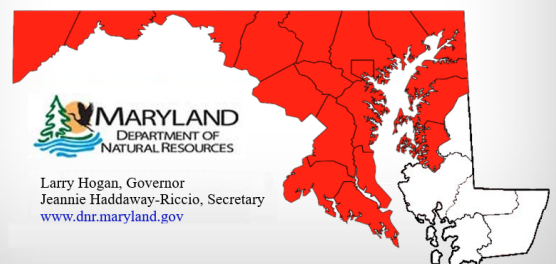 MARYLAND
DEPARTMENT OF
NATURAL RESOURCES
Larry Hogan, Governor
Jeannie Haddaway-Riccio, Secretary
www.dnr.maryland.gov